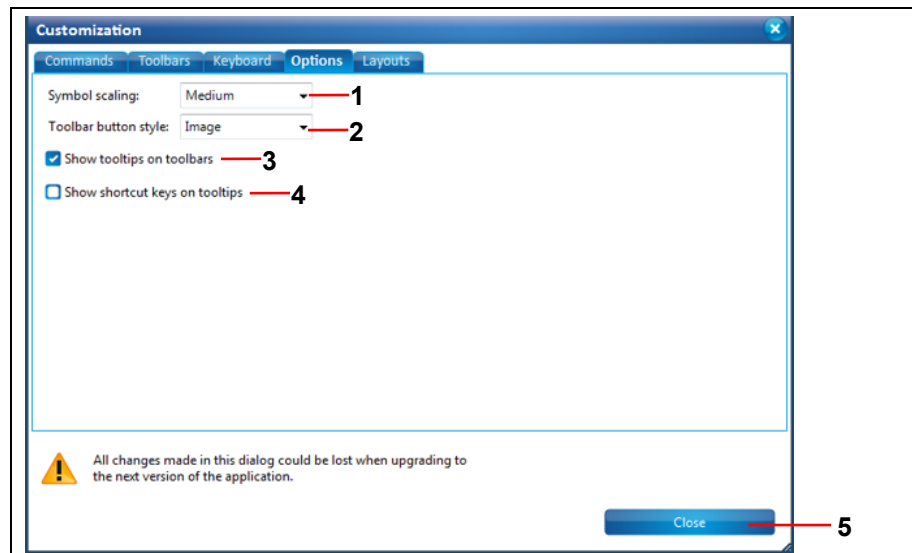 Customization
Commands Toolbars Keyboard Options Layouts
Symbol scaling: Medium 1
Toolbar button style: Image 2
Show tooltips on toolbars 3
Show shortcut keys on tooltips 4
All changes made in this dialog could be lost when upgrading to
the next version of the application.
Close 5